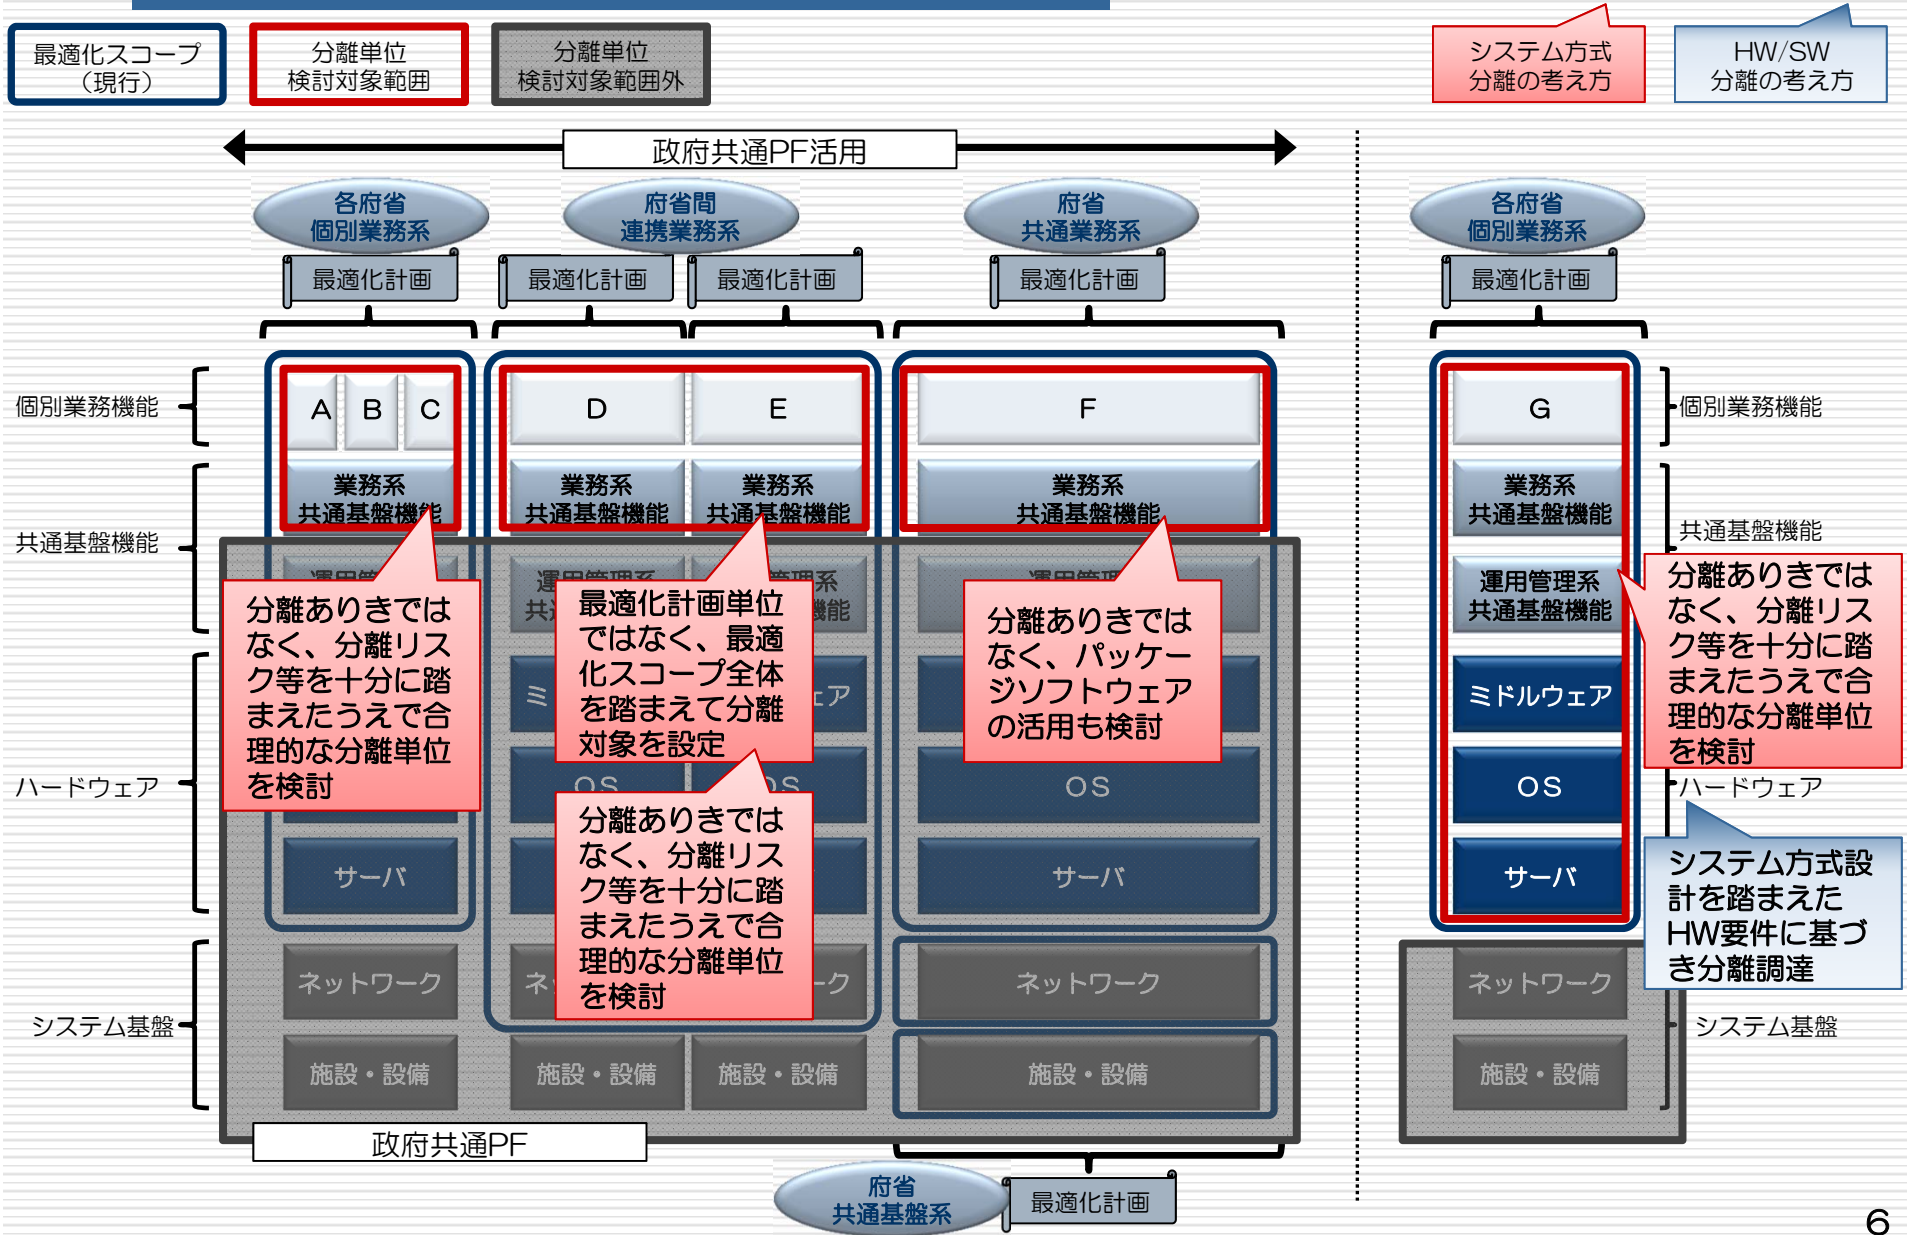 最適化スコープ
（現行）
分離単位
検討対象範囲
分離単位
検討対象範囲外
システム方式
分離の考え方
HW/SW
分離の考え方
政府共通PF活用
各府省
個別業務系
府省間
連携業務系
府省
共通業務系
各府省
個別業務系
最適化計画
最適化計画
最適化計画
最適化計画
最適化計画
個別業務機能
A
B
C
D
E
F
G
個別業務機能
業務系
共通基盤機能
業務系
共通基盤機能
業務系
共通基盤機能
業務系
共通基盤機能
業務系
共通基盤機能
共通基盤機能
共通基盤機能
運用管理系
共通基盤機能
分離ありきでは
なく、分離リス
ク等を十分に踏
まえたうえで合
理的な分離単位
を検討
最適化計画単位
ではなく、最適
化スコープ全体
を踏まえて分離
対象を設定
分離ありきでは
なく、パッケー
ジソフトウェア
の活用も検討
分離ありきでは
なく、分離リス
ク等を十分に踏
まえたうえで合
理的な分離単位
を検討
ミドルウェア
ハードウェア
OS
OS
OS
OS
ハードウェア
分離ありきでは
なく、分離リス
ク等を十分に踏
まえたうえで合
理的な分離単位
を検討
システム方式設
計を踏まえた
HW要件に基づ
き分離調達
サーバ
サーバ
サーバ
ネットワーク
ネットワーク
ネットワーク
システム基盤
システム基盤
施設・設備
施設・設備
施設・設備
施設・設備
施設・設備
政府共通PF
府省
共通基盤系
最適化計画
6